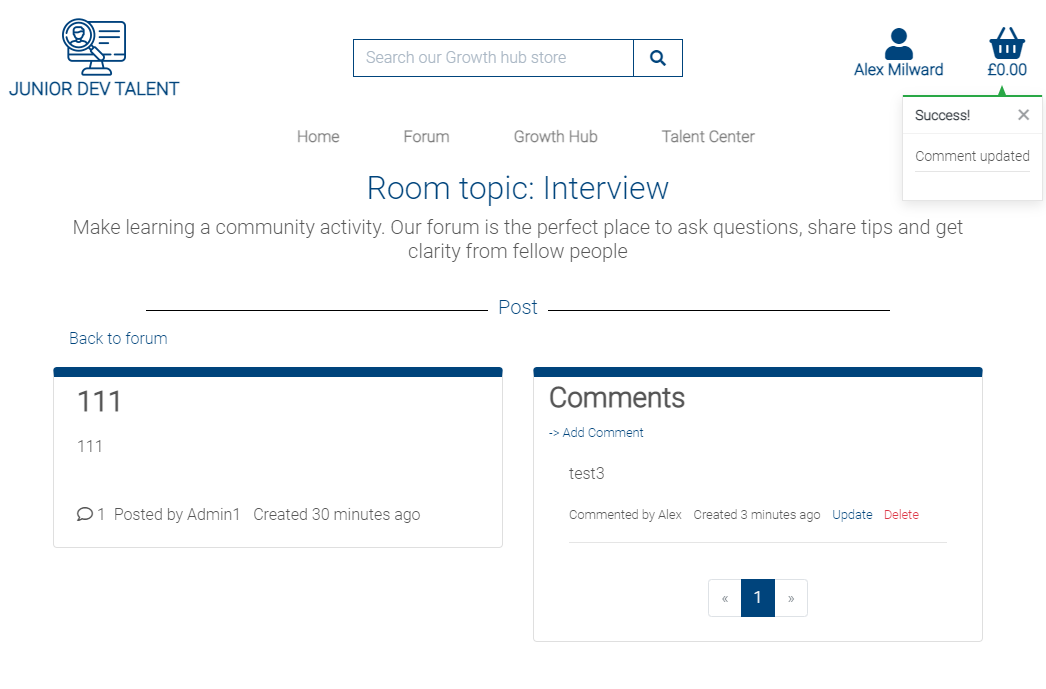 JUNIOR DEV TALENT
Search our Growth hub store
Alex Milward
£0.00
Success! ×
Comment updated
Home Forum Growth Hub Talent Center
Room topic: Interview
Make learning a community activity. Our forum is the perfect place to ask questions, share tips and get
clarity from fellow people
Post
Back to forum
111
111
1 Posted by Admin1 Created 30 minutes ago
Comments
-> Add Comment
test3
Commented by Alex Created 3 minutes ago Update Delete
« 1 »